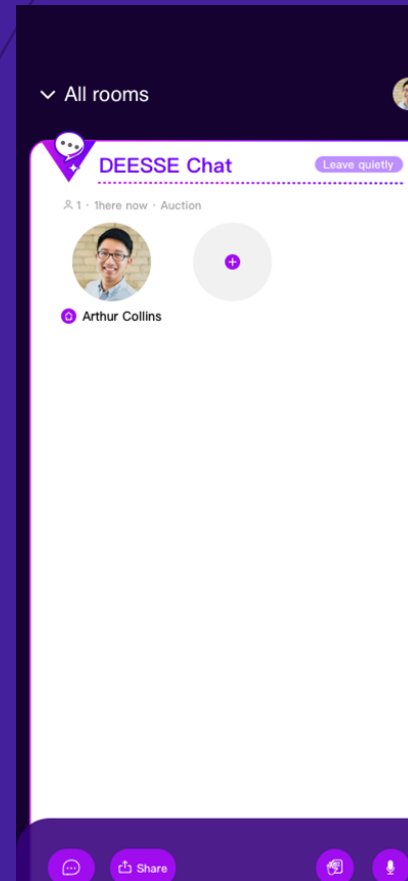 All rooms
DEESSE Chat
Leave quietly
1 · 1here now · Auction
Arthur Collins
Share